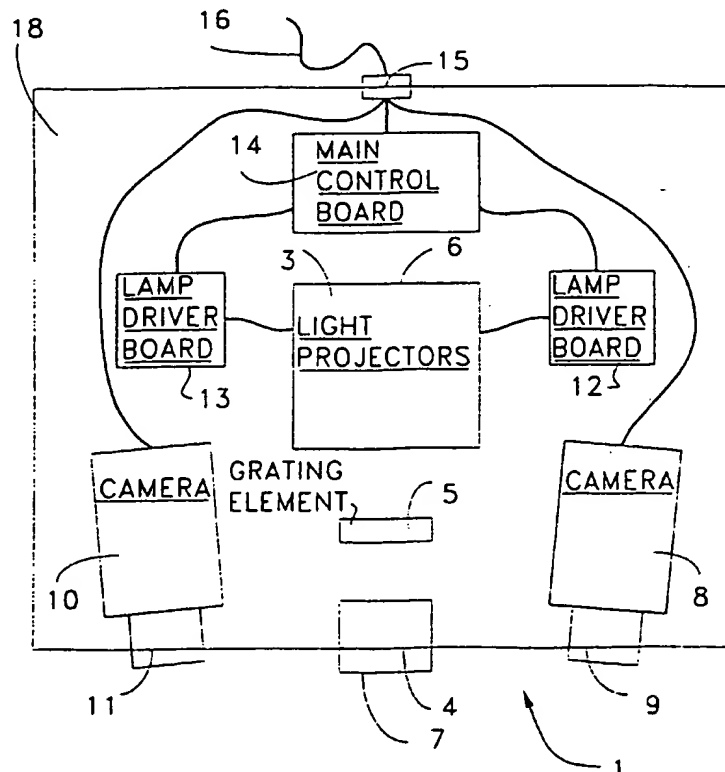 16
18
15
14
MAIN
CONTROL
BOARD
3
6
LAMP
DRIVER
BOARD
LIGHT
PROJECTORS
LAMP
DRIVER
BOARD
13
12
CAMERA
GRATING
ELEMENT
5
CAMERA
10
8
11
4
9
7
1